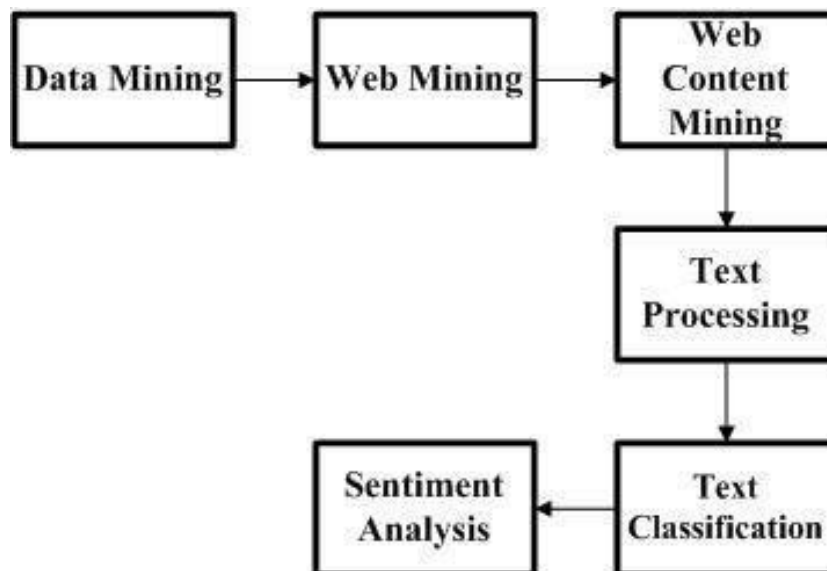 Data Mining
Web Mining
Web
Content
Mining
Text
Processing
Text
Classification
Sentiment
Analysis